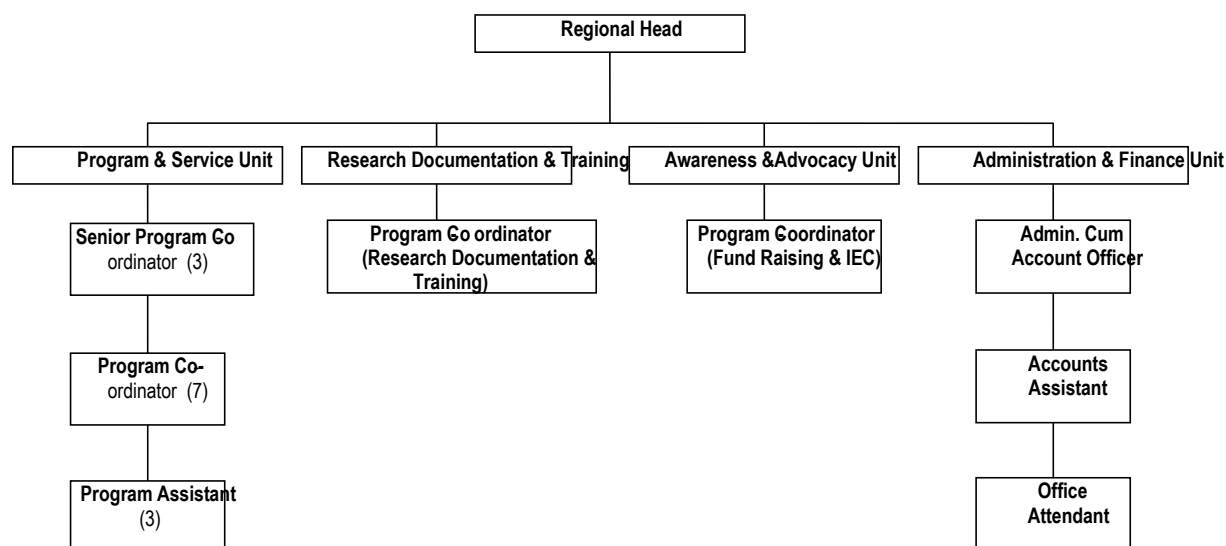 Regional Head
Program & Service Unit
Research Documentation & Training
Awareness &Advocacy Unit
Administration & Finance Unit
Senior Program Co
ordinator (3)
Program Co ordinator
(Research Documentation &
Training)
Program Coordinator
(Fund Raising & IEC)
Admin. Cum
Account Officer
Program Co-
ordinator (7)
Accounts
Assistant
Program Assistant
(3)
Office
Attendant